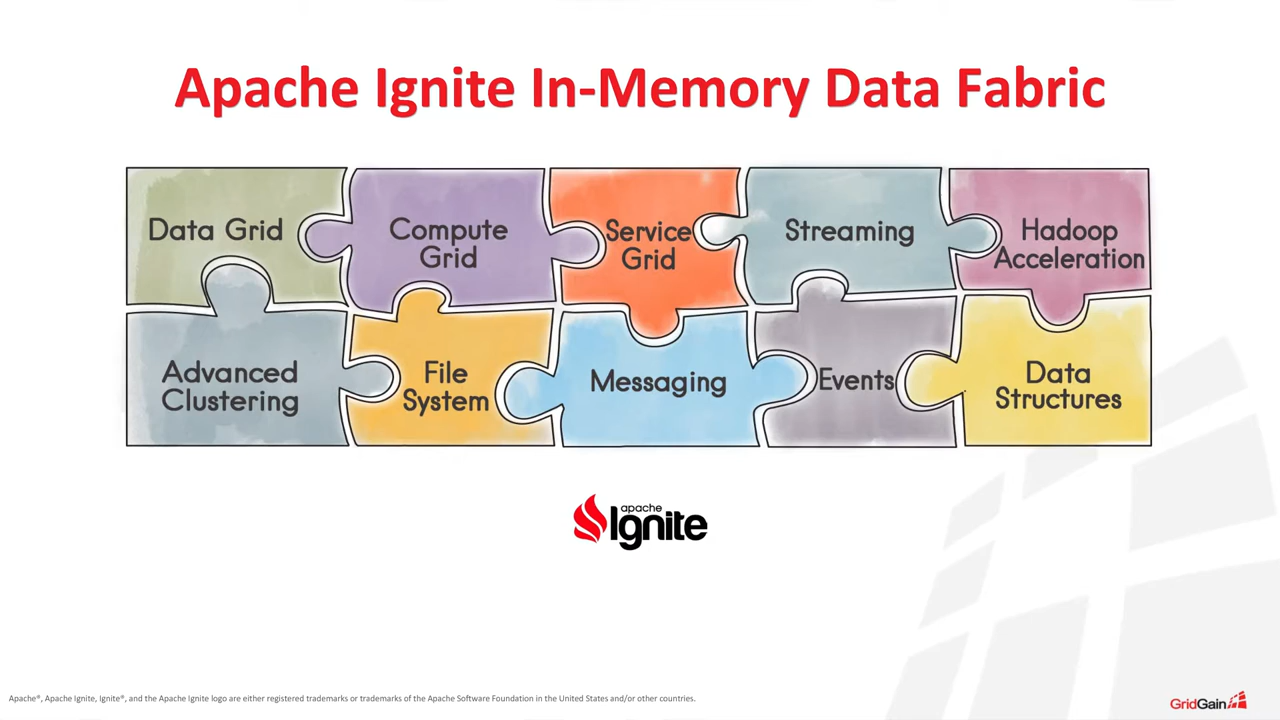 Apache Ignite In-Memory Data Fabric
Data Grid
Compute
Grid
Service
Grid
Streaming
Hadoop
Acceleration
Advanced
Clustering
File
System
Messaging
Events
Data
Structures
apache
Ignite
Apache®, Apache Ignite, Ignite®, and the Apache Ignite logo are either registered trademarks or trademarks of the Apache Software Foundation in the United States and/or other countries.
GridGain